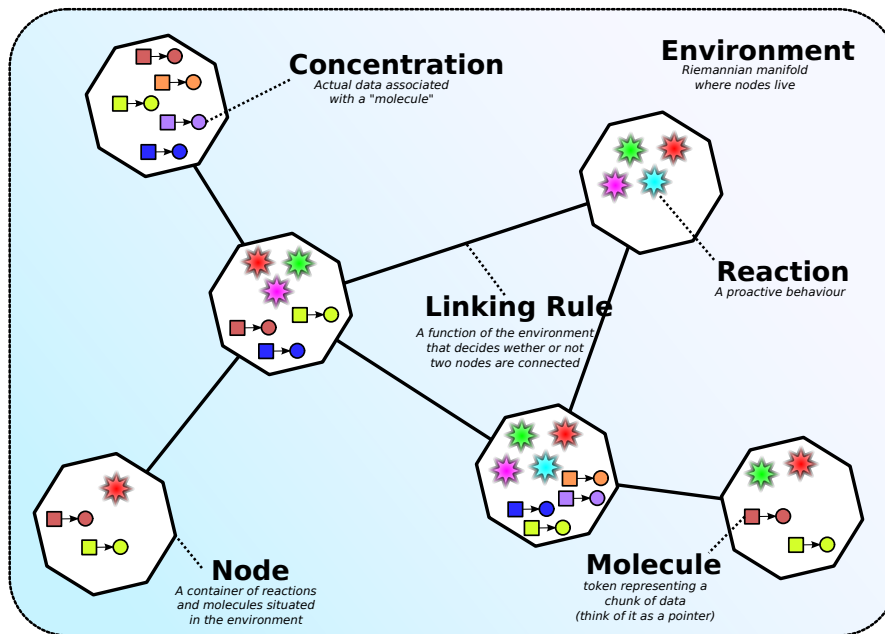 Concentration
Actual data associated
with a "molecule"
Environment
Riemannian manifold
where nodes live
Reaction
A proactive behaviour
Linking Rule
A function of the environment
that decides wether or not
two nodes are connected
Node
A container of reactions
and molecules situated
in the environment
Molecule
token representing a
chunk of data
(think of it as a pointer)